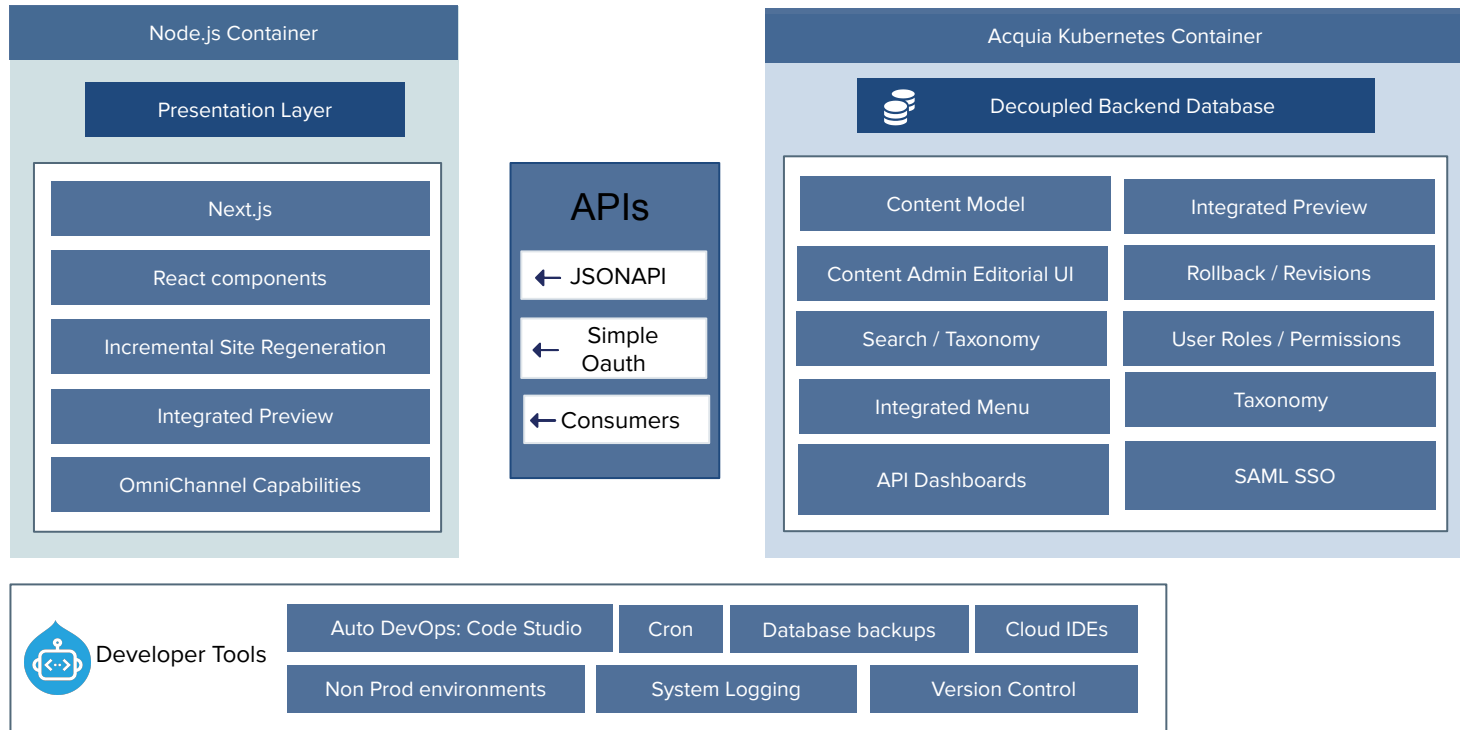 Node.js Container
Presentation Layer
Next.js
React components
Incremental Site Regeneration
Integrated Preview
OmniChannel Capabilities
APIs
JSONAPI
Simple
Oauth
Consumers
Acquia Kubernetes Container
Decoupled Backend Database
Content Model
Integrated Preview
Content Admin Editorial UI
Rollback / Revisions
Search / Taxonomy
User Roles / Permissions
Integrated Menu
Taxonomy
API Dashboards
SAML SSO
Developer Tools
Auto DevOps: Code Studio
Cron
Database backups
Cloud IDEs
Non Prod environments
System Logging
Version Control